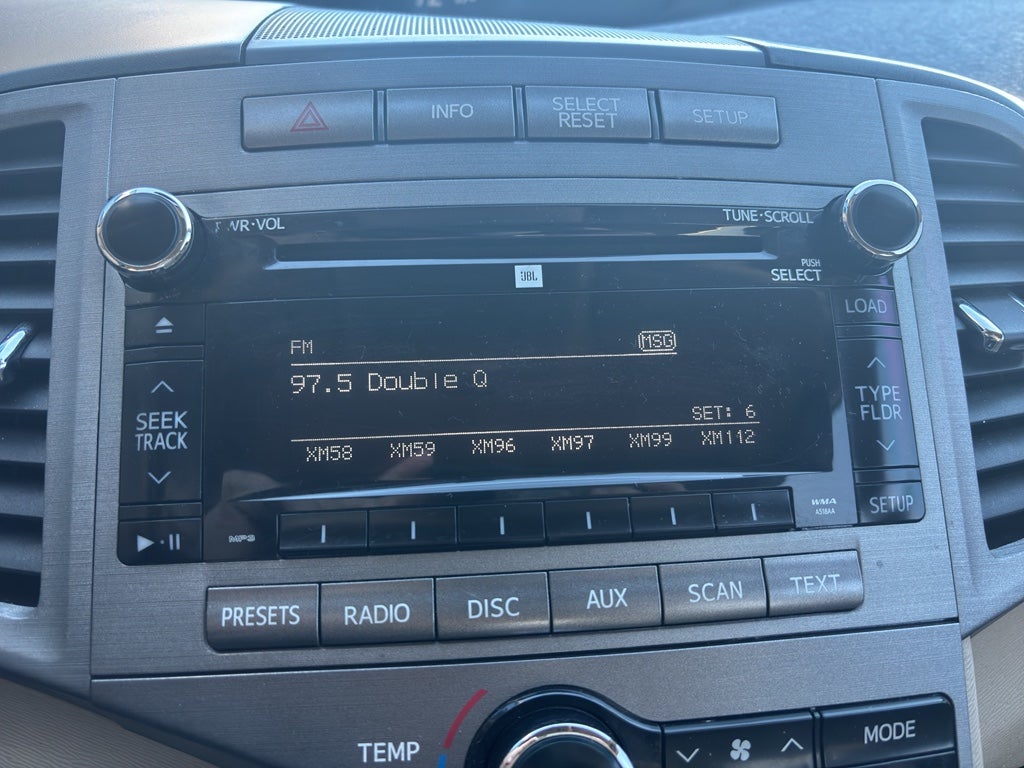 INFO
SELECT
RESET
SETUP
PWR·VOL
TUNE·SCROLL
JBL
PUSH
SELECT
LOAD
FM
MSG
97.5 Double Q
SET: 6
XM58 XM59 XM96 XM97 XM99 XM112
SEEK
TRACK
TYPE
FLDR
MP3
WMA
A518AA
SETUP
PRESETS RADIO DISC AUX SCAN TEXT
TEMP
MODE